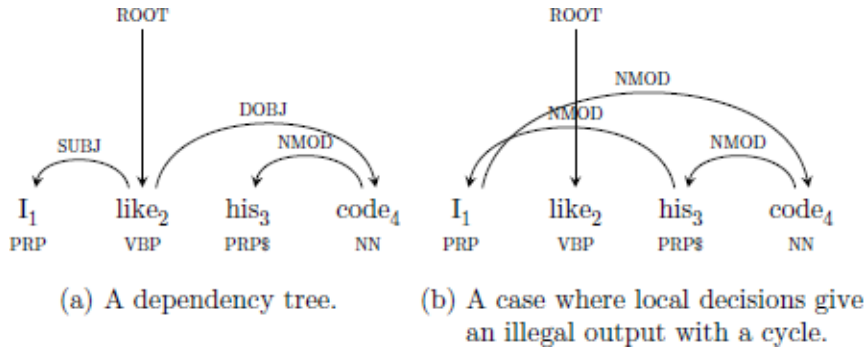 ROOT
SUBJ
DOBJ
NMOD
I₁ like₂ his₃ code₄
PRP VBP PRP$ NN
(a) A dependency tree.
ROOT
NMOD
NMOD
NMOD
I₁ like₂ his₃ code₄
PRP VBP PRP$ NN
(b) A case where local decisions give
an illegal output with a cycle.